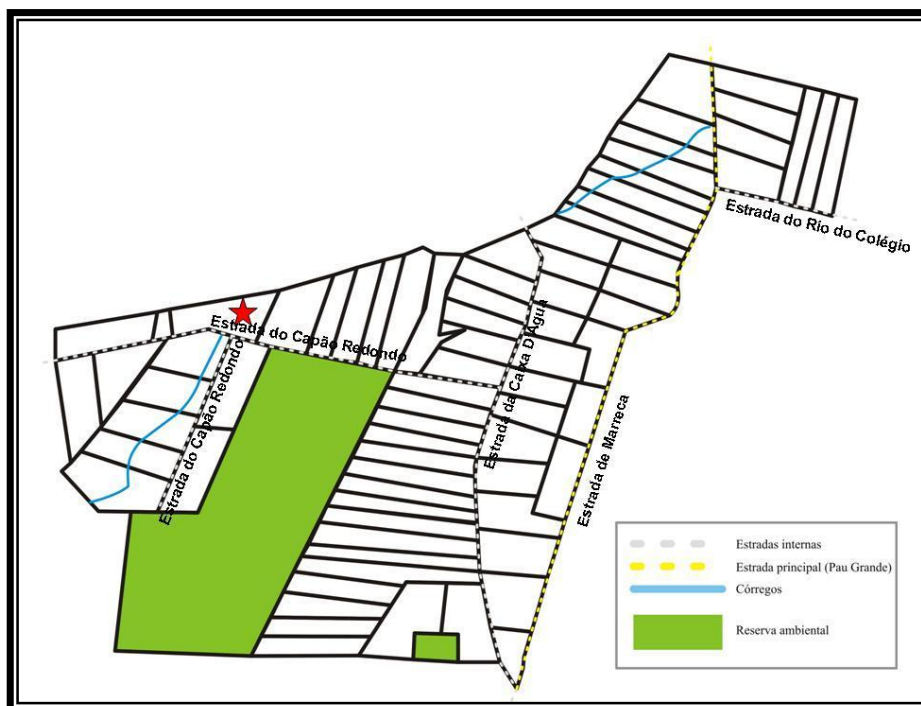 Estrada do Rio do Colégio
Estrada do Capão Redondo
Estrada do Capão Redondo
Estrada da Caixa D'Água
Estrada de Marreca
Estradas internas
Estrada principal (Pau Grande)
Córregos
Reserva ambiental